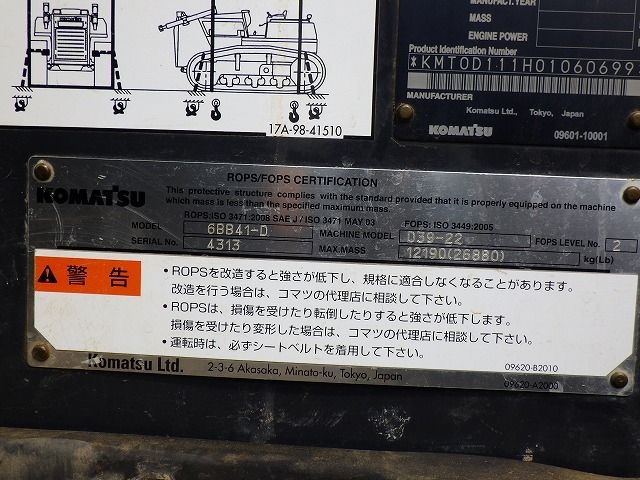 MANUFACT. YEAR
MASS
ENGINE POWER
Product Identification Number
*KMT0D111H01060699
MANUFACTURER
Komatsu Ltd., Tokyo, Japan
KOMATSU
09601-10001
17A-98-41510
ROPS/FOPS CERTIFICATION
KOMATSU
This protective structure complies with the standard provided that it is properly equipped on the machine
which mass is less than the specified maximum mass.
ROPS:ISO 3471:2008 SAE J / ISO 3471 MAY 03
FOPS: ISO 3449:2005
MODEL 6BB41-D MACHINE MODEL D39-22 FOPS LEVEL No. 2
SERIAL No. 4313 MAX.MASS 12190(26880) kg(Lb)
警告
・ROPSを改造すると強さが低下し、規格に適合しなくなることがあります。
改造を行う場合は、コマツの代理店に相談して下さい。
・ROPSは、損傷を受けたり転倒したりすると強さが低下します。
損傷を受けたり変形した場合は、コマツの代理店に相談して下さい。
・運転時は、必ずシートベルトを着用して下さい。
09620-B2010
Komatsu Ltd. 2-3-6 Akasaka, Minato-ku, Tokyo, Japan
09620-A2000